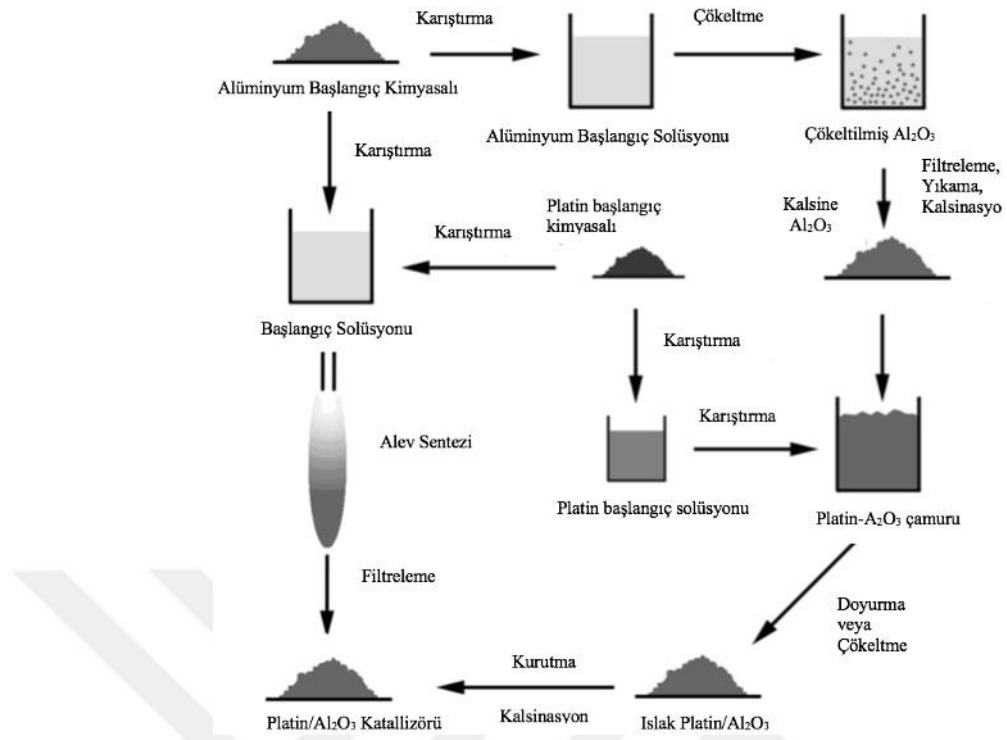 Karıştırma
Çökeltme
Alüminyum Başlangıç Kimyasalı
Alüminyum Başlangıç Solüsyonu
Çökeltilmiş Al₂O₃
Karıştırma
Filtreleme,
Yıkama,
Kalsinasyo
Platin başlangıç
kimyasalı
Kalsine
Al₂O₃
Karıştırma
Başlangıç Solüsyonu
Karıştırma
Karıştırma
Alev Sentezi
Platin başlangıç solüsyonu
Platin-A₂O₃ çamuru
Filtreleme
Doyurma
veya
Çökeltme
Kurutma
Kalsinasyon
Platin/Al₂O₃ Katallizörü
Islak Platin/Al₂O₃